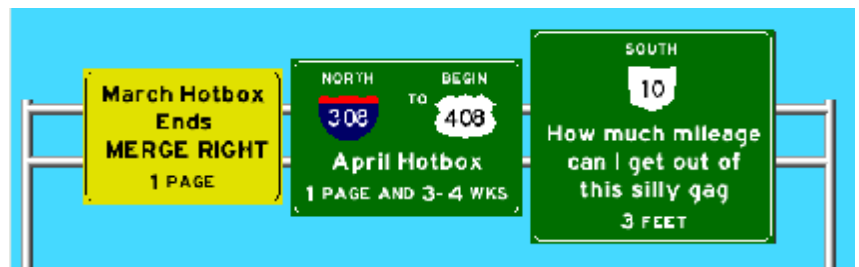 March Hotbox
Ends
MERGE RIGHT
1 PAGE
NORTH
BEGIN
308
TO
408
April Hotbox
1 PAGE AND 3-4 WKS
SOUTH
10
How much mileage
can I get out of
this silly gag
3 FEET